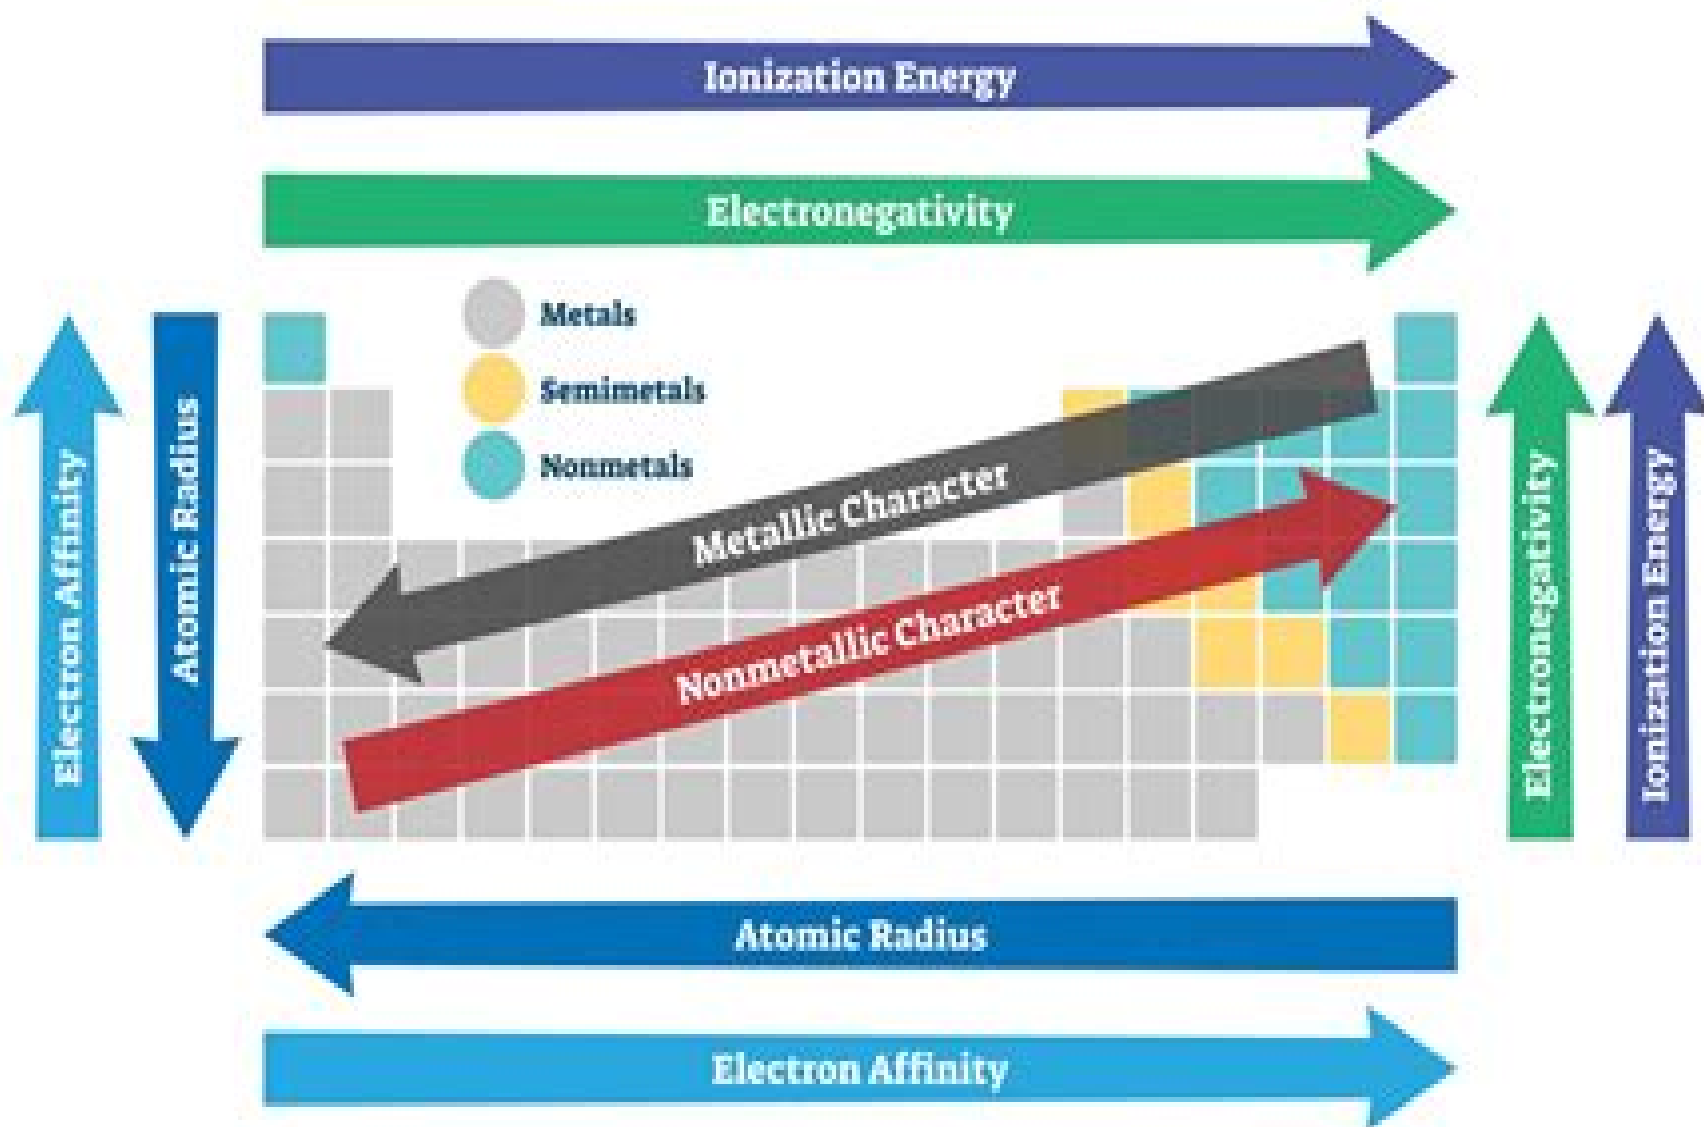 Ionization Energy
Electronegativity
Metals
Semimetals
Nonmetals
Electron Affinity
Atomic Radius
Metallic Character
Nonmetallic Character
Electronegativity
Ionization Energy
Atomic Radius
Electron Affinity